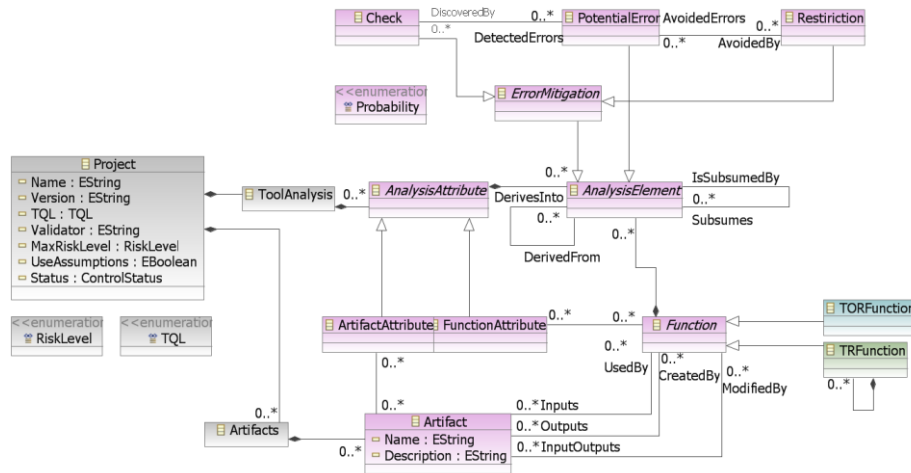 Check
DiscoveredBy
0..*
0..*
DetectedErrors
PotentialError
AvoidedErrors
0..*
0..*
AvoidedBy
Restiriction
<<enumeration
Probability
ErrorMitigation
Project
Name : EString
Version : EString
TQL : TQL
Validator : EString
MaxRiskLevel : RiskLevel
UseAssumptions : EBoolean
Status : ControlStatus
ToolAnalysis
0..*
AnalysisAttribute
0..*
DerivesInto
0..*
DerivedFrom
AnalysisElement
IsSubsumedBy
0..*
Subsumes
0..*
<<enumeration
RiskLevel
<<enumeration
TQL
ArtifactAttribute
FunctionAttribute
0..*
0..*
Function
TORFunction
TRFunction
0..*
0..*
UsedBy
0..*
CreatedBy
0..*
ModifiedBy
0..*
0..*
0..*
Artifacts
0..*
Artifact
Name : EString
Description : EString
0..*Inputs
0..*Outputs
0..*InputOutputs